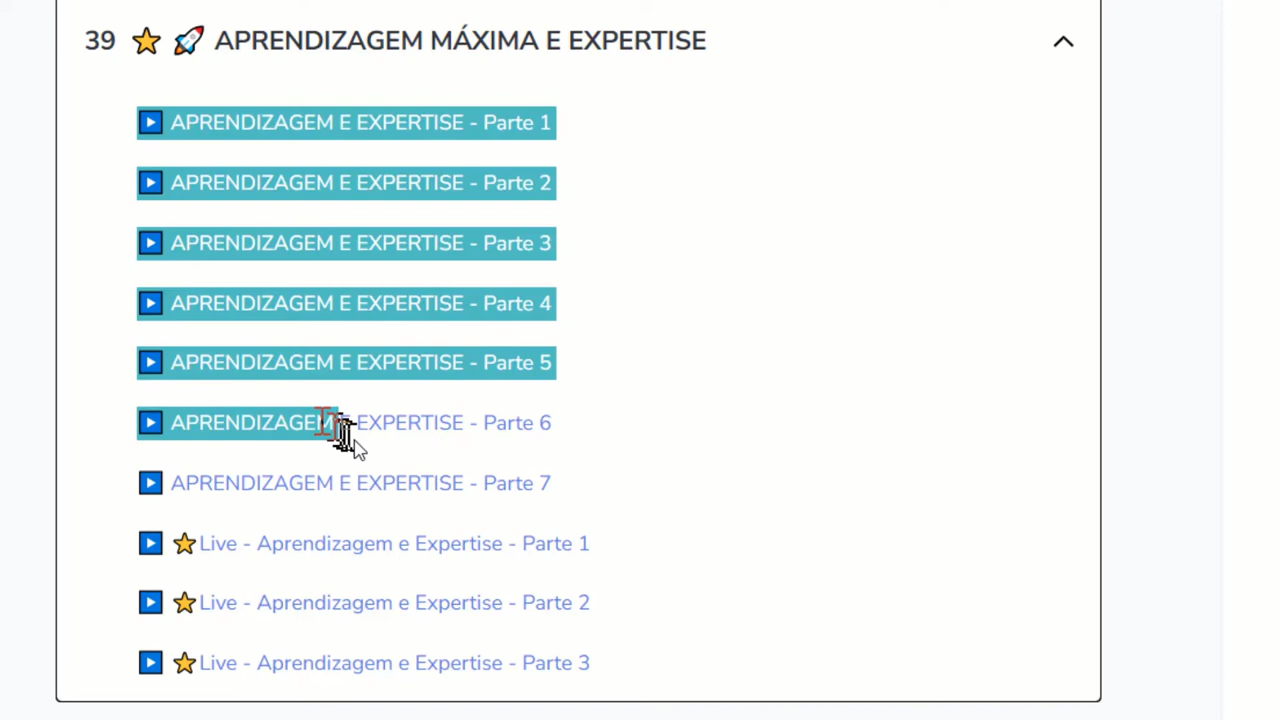 39 ⭐ 🚀 APRENDIZAGEM MÁXIMA E EXPERTISE
▶️ APRENDIZAGEM E EXPERTISE - Parte 1
▶️ APRENDIZAGEM E EXPERTISE - Parte 2
▶️ APRENDIZAGEM E EXPERTISE - Parte 3
▶️ APRENDIZAGEM E EXPERTISE - Parte 4
▶️ APRENDIZAGEM E EXPERTISE - Parte 5
▶️ APRENDIZAGEM E EXPERTISE - Parte 6
▶️ APRENDIZAGEM E EXPERTISE - Parte 7
▶️ ⭐Live - Aprendizagem e Expertise - Parte 1
▶️ ⭐Live - Aprendizagem e Expertise - Parte 2
▶️ ⭐Live - Aprendizagem e Expertise - Parte 3